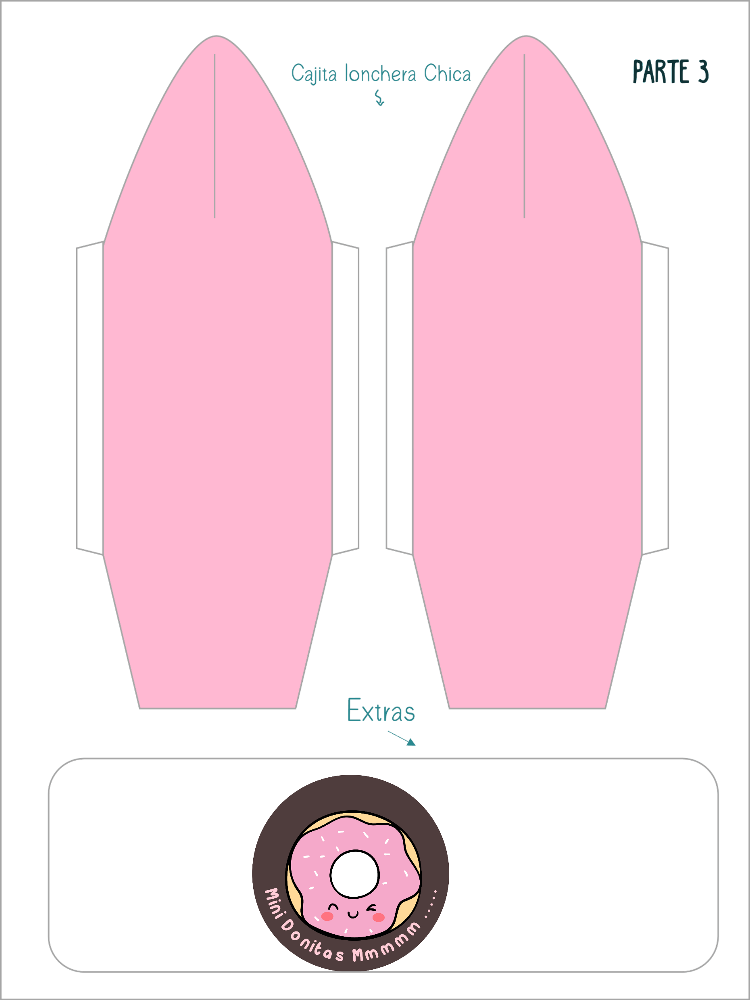 Cajita lonchera Chica
PARTE 3
Extras
Mini Donitas Mmmmm .....